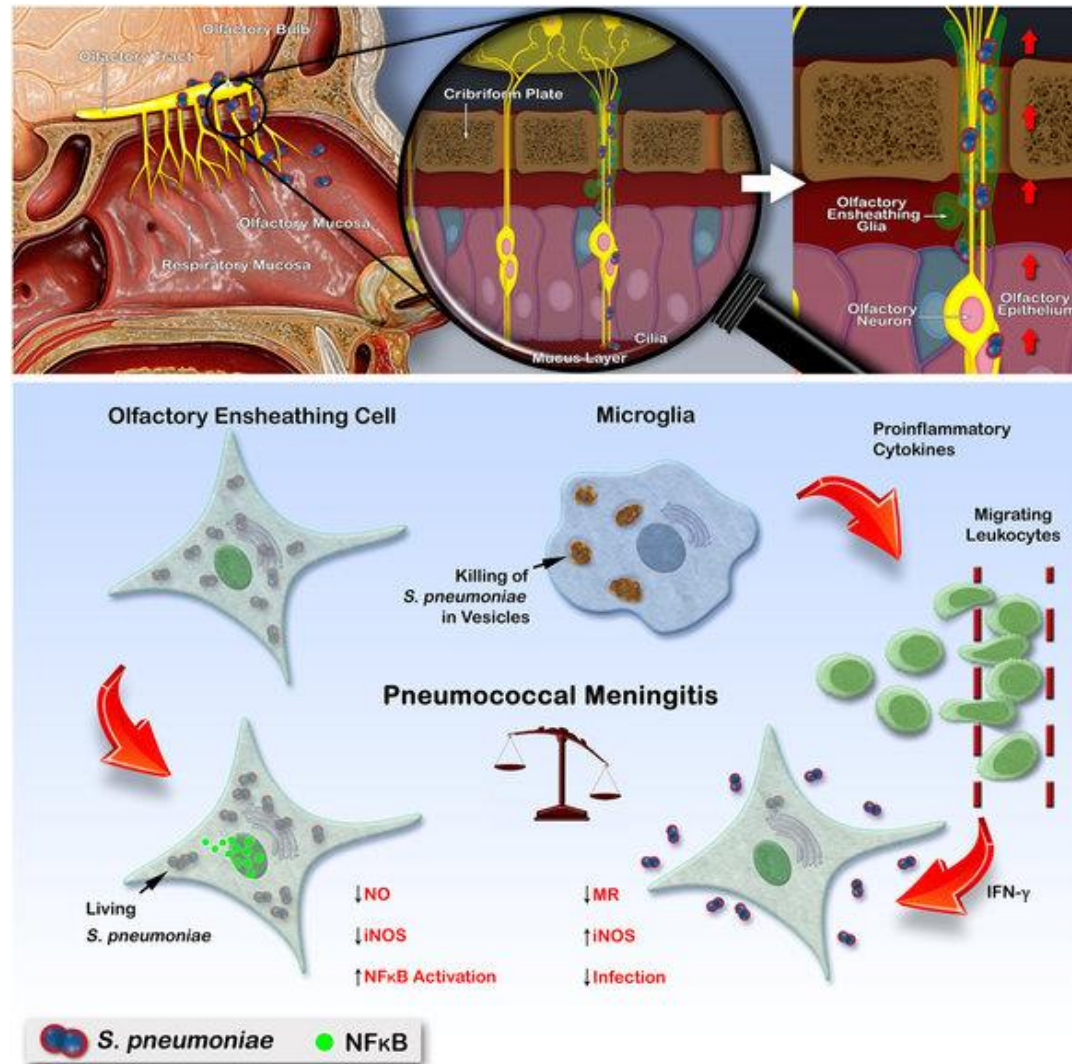 Olfactory Bulb
Olfactory Tract
Olfactory Mucosa
Respiratory Mucosa
Cribriform Plate
Cilia
Mucus Layer
Olfactory
Ensheathing
Glia
Olfactory
Neuron
Olfactory
Epithelium
Olfactory Ensheathing Cell
Microglia
Proinflammatory
Cytokines
Migrating
Leukocytes
Killing of
S. pneumoniae
in Vesicles
Pneumococcal Meningitis
Living
S. pneumoniae
↓NO
↓iNOS
↑NFκB Activation
↓MR
↑iNOS
↓Infection
IFN-γ
S. pneumoniae
NFκB